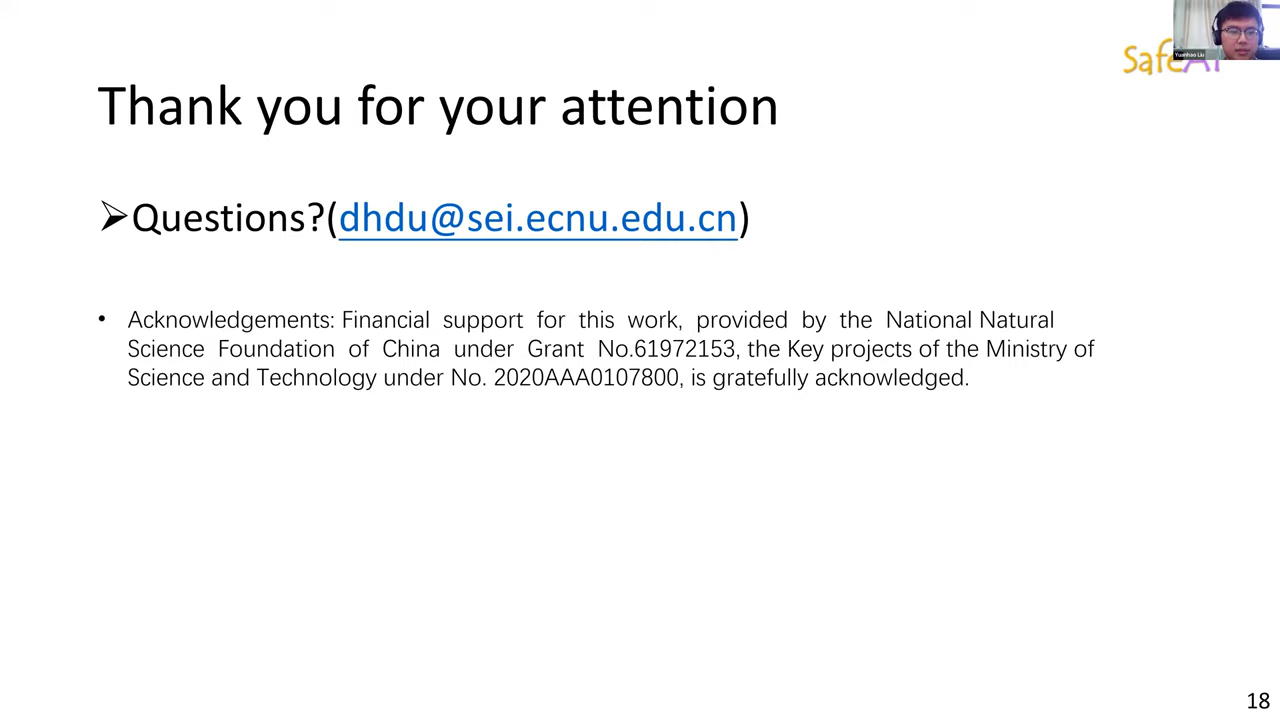 Yuanhao Liu
SafeAI
Thank you for your attention
➢Questions?(dhdu@sei.ecnu.edu.cn)
• Acknowledgements: Financial support for this work, provided by the National Natural
Science Foundation of China under Grant No.61972153, the Key projects of the Ministry of
Science and Technology under No. 2020AAA0107800, is gratefully acknowledged.
18